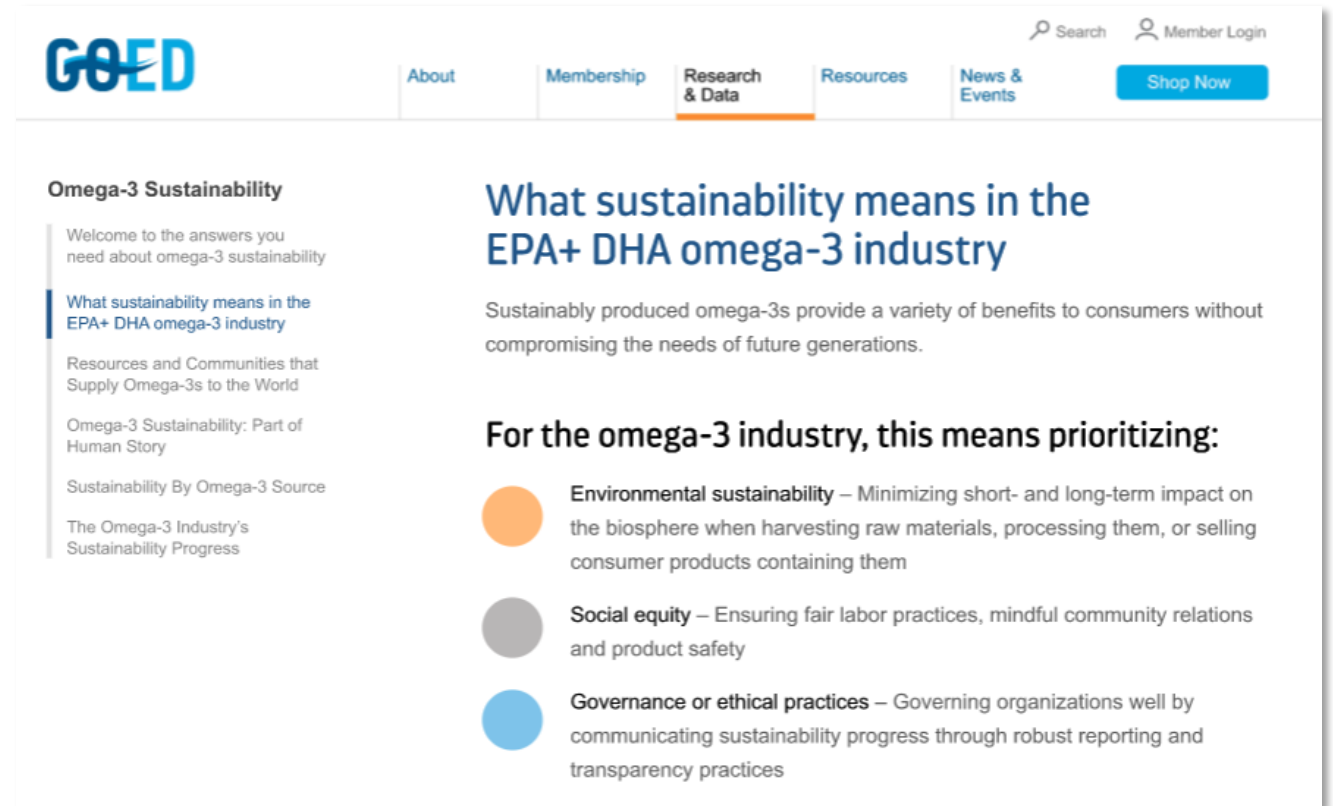 GOED
Search
Member Login
About
Membership
Research
& Data
Resources
News &
Events
Shop Now
Omega-3 Sustainability
Welcome to the answers you
need about omega-3 sustainability
What sustainability means in the
EPA+ DHA omega-3 industry
Resources and Communities that
Supply Omega-3s to the World
Omega-3 Sustainability: Part of
Human Story
Sustainability By Omega-3 Source
The Omega-3 Industry's
Sustainability Progress
What sustainability means in the
EPA+ DHA omega-3 industry
Sustainably produced omega-3s provide a variety of benefits to consumers without
compromising the needs of future generations.
For the omega-3 industry, this means prioritizing:
Environmental sustainability – Minimizing short- and long-term impact on
the biosphere when harvesting raw materials, processing them, or selling
consumer products containing them
Social equity – Ensuring fair labor practices, mindful community relations
and product safety
Governance or ethical practices – Governing organizations well by
communicating sustainability progress through robust reporting and
transparency practices